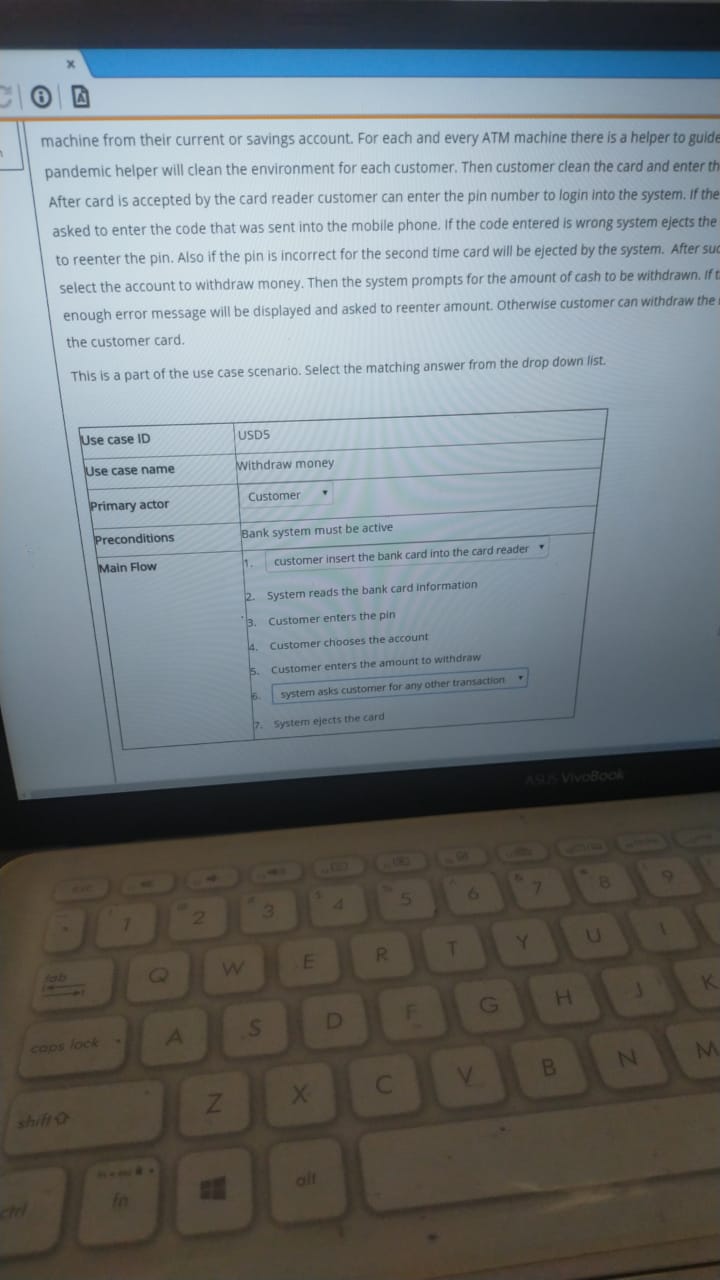 machine from their current or savings account. For each and every ATM machine there is a helper to guide
pandemic helper will clean the environment for each customer. Then customer clean the card and enter th
After card is accepted by the card reader customer can enter the pin number to login into the system. If the
asked to enter the code that was sent into the mobile phone. If the code entered is wrong system ejects the
to reenter the pin. Also if the pin is incorrect for the second time card will be ejected by the system. After suc
select the account to withdraw money. Then the system prompts for the amount of cash to be withdrawn. If t
enough error message will be displayed and asked to reenter amount. Otherwise customer can withdraw the
the customer card.
This is a part of the use case scenario. Select the matching answer from the drop down list.
Use case ID USD5
Use case name Withdraw money
Primary actor Customer
Preconditions Bank system must be active
Main Flow 1. customer insert the bank card into the card reader
2. System reads the bank card information
3. Customer enters the pin
4. Customer chooses the account
5. Customer enters the amount to withdraw
6. system asks customer for any other transaction
7. System ejects the card
ASUS VivoBook
esc
1 2 3 4 5 6 7 8 9
tab Q W E R T Y U I
caps lock A S D F G H J K
shift Z X C V B N M
ctrl fn alt